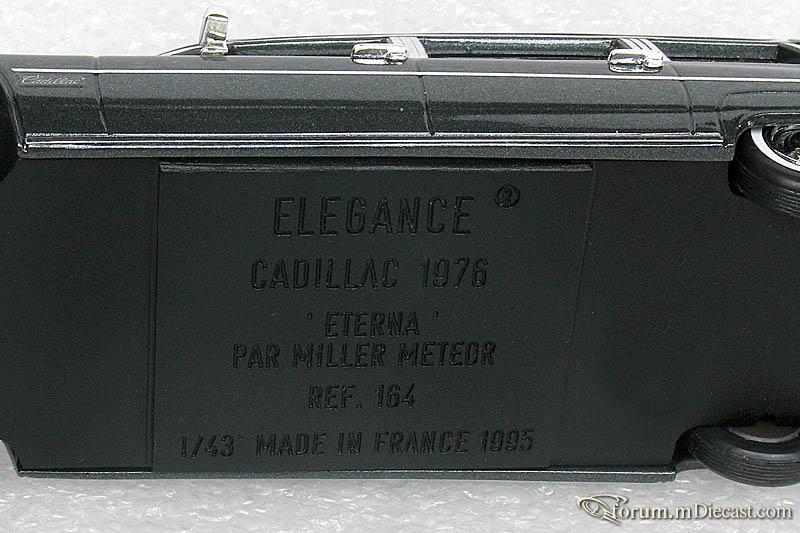 Cadillac
ELEGANCE ®
CADILLAC 1976
'ETERNA'
PAR MILLER METEOR
REF. 164
1/43° MADE IN FRANCE 1995
forum.mDiecast.com